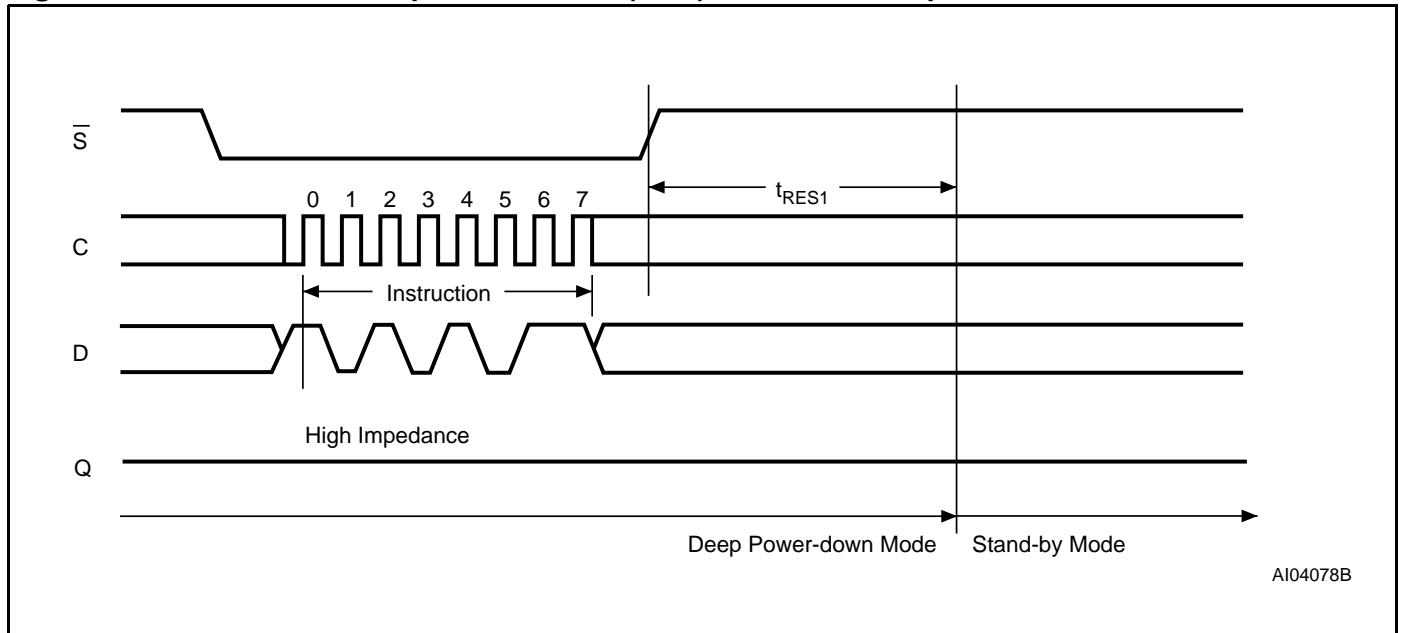 S
0 1 2 3 4 5 6 7
tRES1
C
Instruction
D
High Impedance
Q
Deep Power-down Mode Stand-by Mode
AI04078B